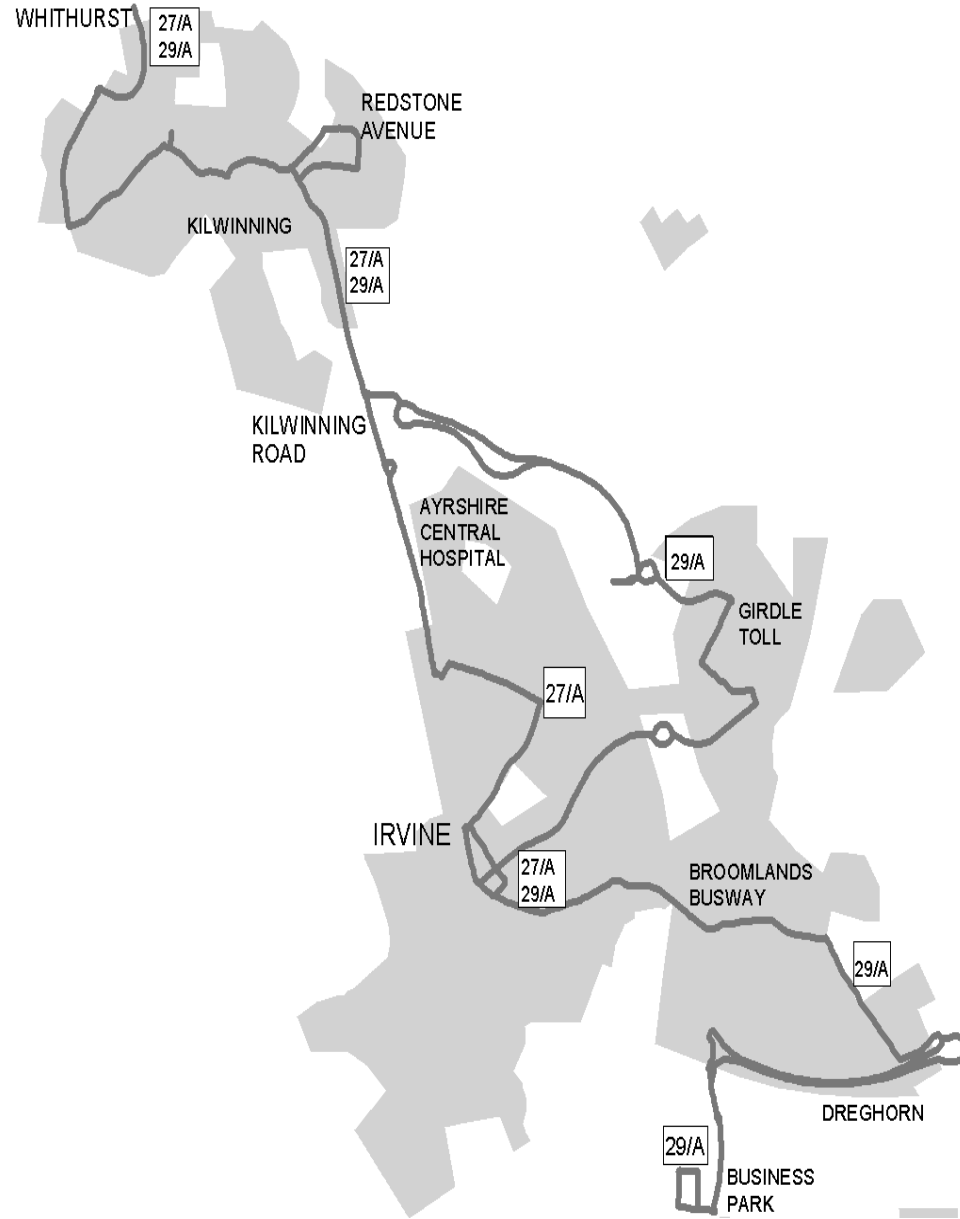 WHITHURST
27/A
29/A
REDSTONE
AVENUE
KILWINNING
27/A
29/A
KILWINNING
ROAD
AYRSHIRE
CENTRAL
HOSPITAL
29/A
GIRDLE
TOLL
27/A
IRVINE
27/A
29/A
BROOMLANDS
BUSWAY
29/A
DREGHORN
29/A
BUSINESS
PARK